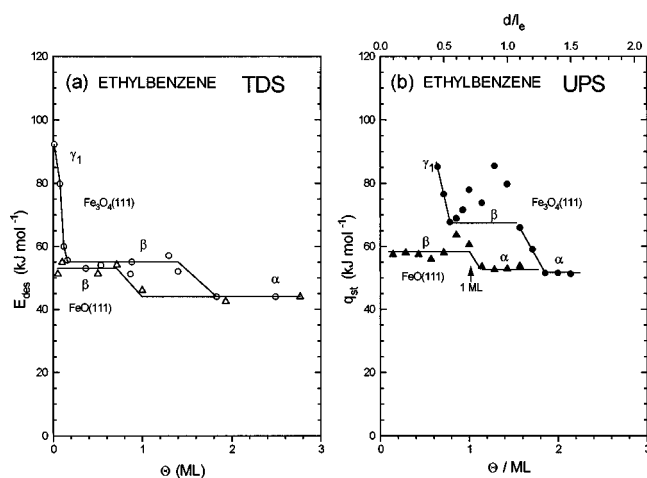 d/lₑ
0.0 0.5 1.0 1.5 2.0
(a) ETHYLBENZENE TDS
120
100
80
60
40
20
0
E_des (kJ mol⁻¹)
γ₁
Fe₃O₄(111)
β
β
FeO(111)
α
0 1 2 3
Θ (ML)
(b) ETHYLBENZENE UPS
120
100
80
60
40
20
0
q_st (kJ mol⁻¹)
γ₁
Fe₃O₄(111)
β
β
FeO(111)
1 ML
α
α
0 1 2 3
Θ / ML